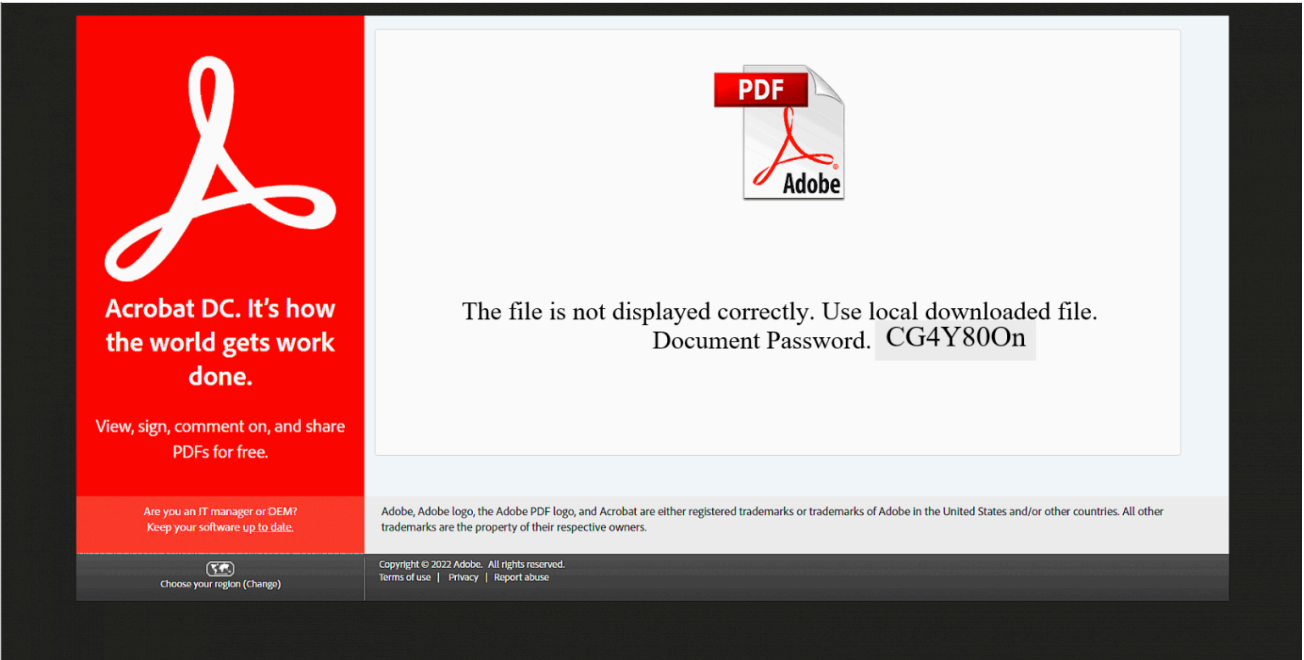 PDF
Adobe
Acrobat DC. It's how
the world gets work
done.
View, sign, comment on, and share
PDFs for free.
The file is not displayed correctly. Use local downloaded file.
Document Password. CG4Y80On
Are you an IT manager or DEM?
Keep your software up to date.
Adobe, Adobe logo, the Adobe PDF logo, and Acrobat are either registered trademarks or trademarks of Adobe in the United States and/or other countries. All other
trademarks are the property of their respective owners.
Choose your region (Change)
Copyright © 2022 Adobe. All rights reserved.
Terms of use | Privacy | Report abuse